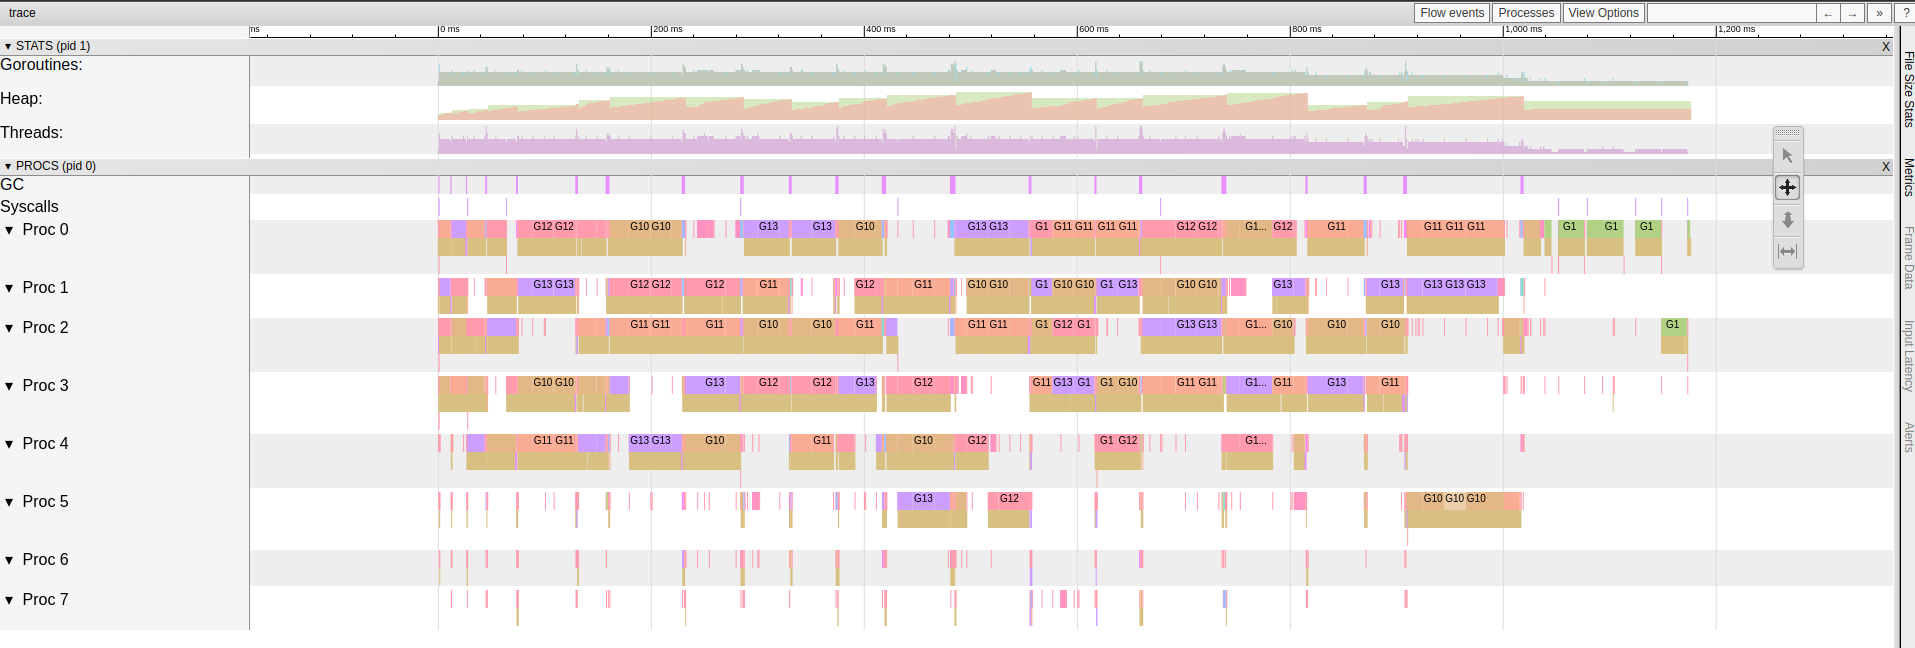 trace
Flow events Processes View Options ← → » ?
ms 0 ms 200 ms 400 ms 600 ms 800 ms 1,000 ms 1,200 ms
▼ STATS (pid 1) X
Goroutines:
Heap:
Threads:
▼ PROCS (pid 0) X
GC
Syscalls
▼ Proc 0 G12 G12 G10 G10 G13 G13 G10 G13 G13 G1 G11 G11 G11 G11 G12 G12 G1... G12 G11 G11 G11 G11 G1 G1 G1
▼ Proc 1 G13 G13 G12 G12 G12 G11 G12 G11 G10 G10 G1 G10 G10 G1 G13 G10 G10 G13 G13 G13 G13 G13
▼ Proc 2 G11 G11 G11 G10 G10 G11 G11 G11 G1 G12 G1 G13 G13 G1... G10 G10 G10 G1
▼ Proc 3 G10 G10 G13 G12 G12 G13 G12 G11 G13 G1 G1 G10 G11 G11 G1... G11 G13 G11
▼ Proc 4 G11 G11 G13 G13 G10 G11 G10 G12 G1 G12 G1...
▼ Proc 5 G13 G12 G10 G10 G10
▼ Proc 6
▼ Proc 7
File Size Stats
Metrics
Frame Data
Input Latency
Alerts